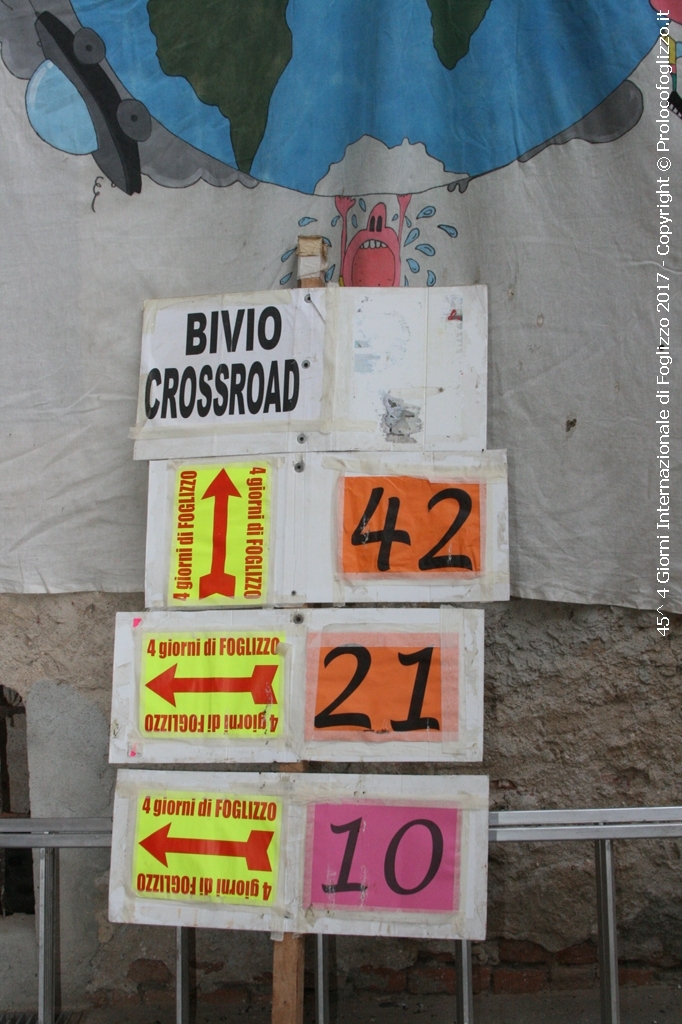 BIVIO
CROSSROAD
4 giorni di FOGLIZZO
4 giorni di FOGLIZZO
42
4 giorni di FOGLIZZO
4 giorni di FOGLIZZO
21
4 giorni di FOGLIZZO
4 giorni di FOGLIZZO
10
45^ 4 Giorni Internazionale di Foglizzo 2017 - Copyright © Prolocofoglizzo.it